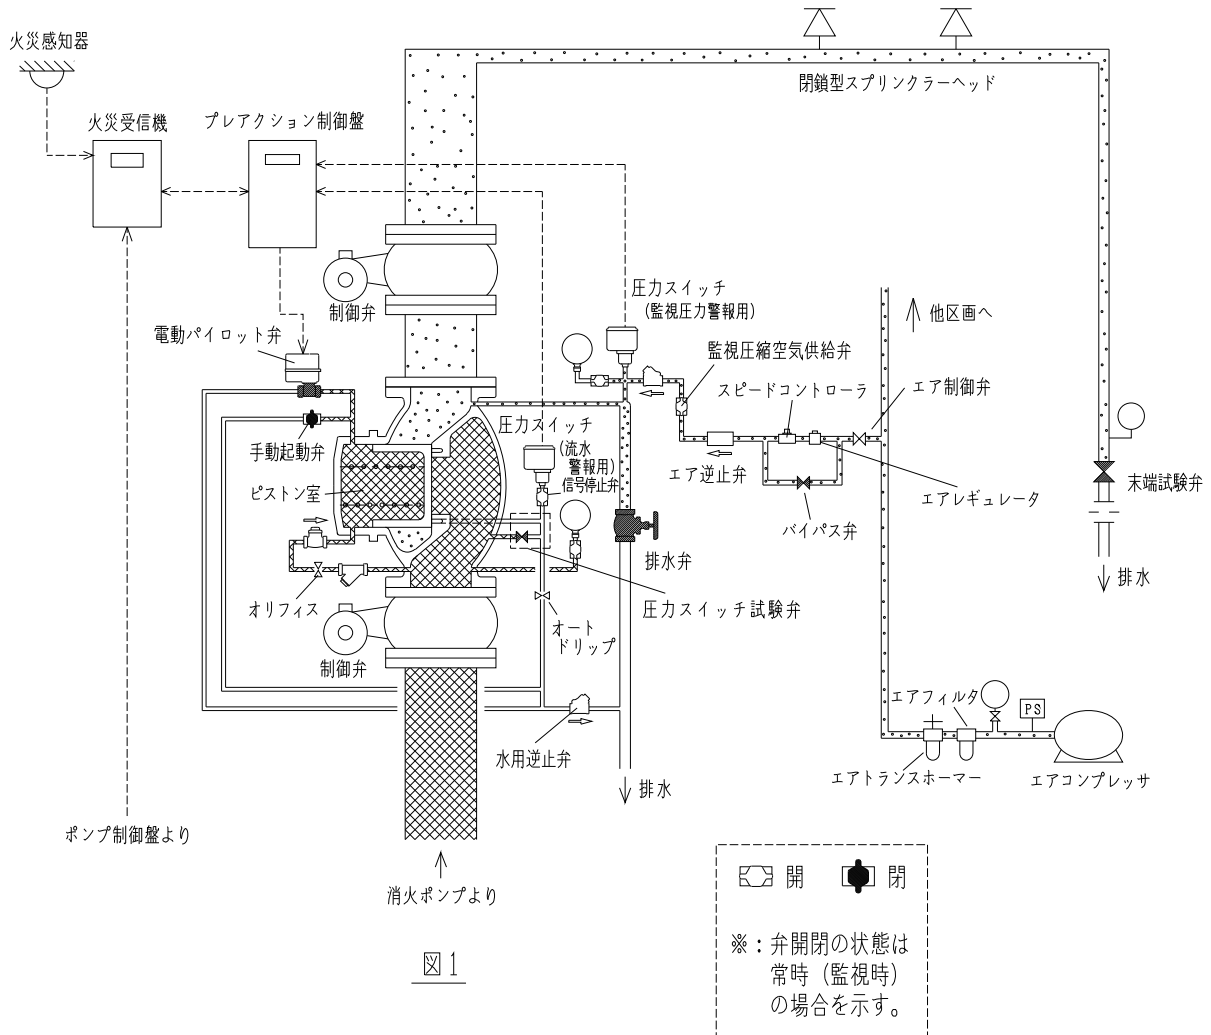 火災感知器
火災受信機
プレアクション制御盤
閉鎖型スプリンクラーヘッド
制御弁
電動パイロット弁
手動起動弁
ピストン室
オリフィス
制御弁
圧力スイッチ
(監視圧力警報用)
圧力スイッチ
(流水
警報用)
信号停止弁
監視圧縮空気供給弁
スピードコントローラ
エア制御弁
他区画へ
エア逆止弁
エアレギュレータ
バイパス弁
末端試験弁
排水
排水弁
圧力スイッチ試験弁
オート
ドリップ
水用逆止弁
排水
エアフィルタ
PS
エアトランスホーマー
エアコンプレッサ
ポンプ制御盤より
消火ポンプより
図1
開
閉
※:弁開閉の状態は
常時(監視時)
の場合を示す。